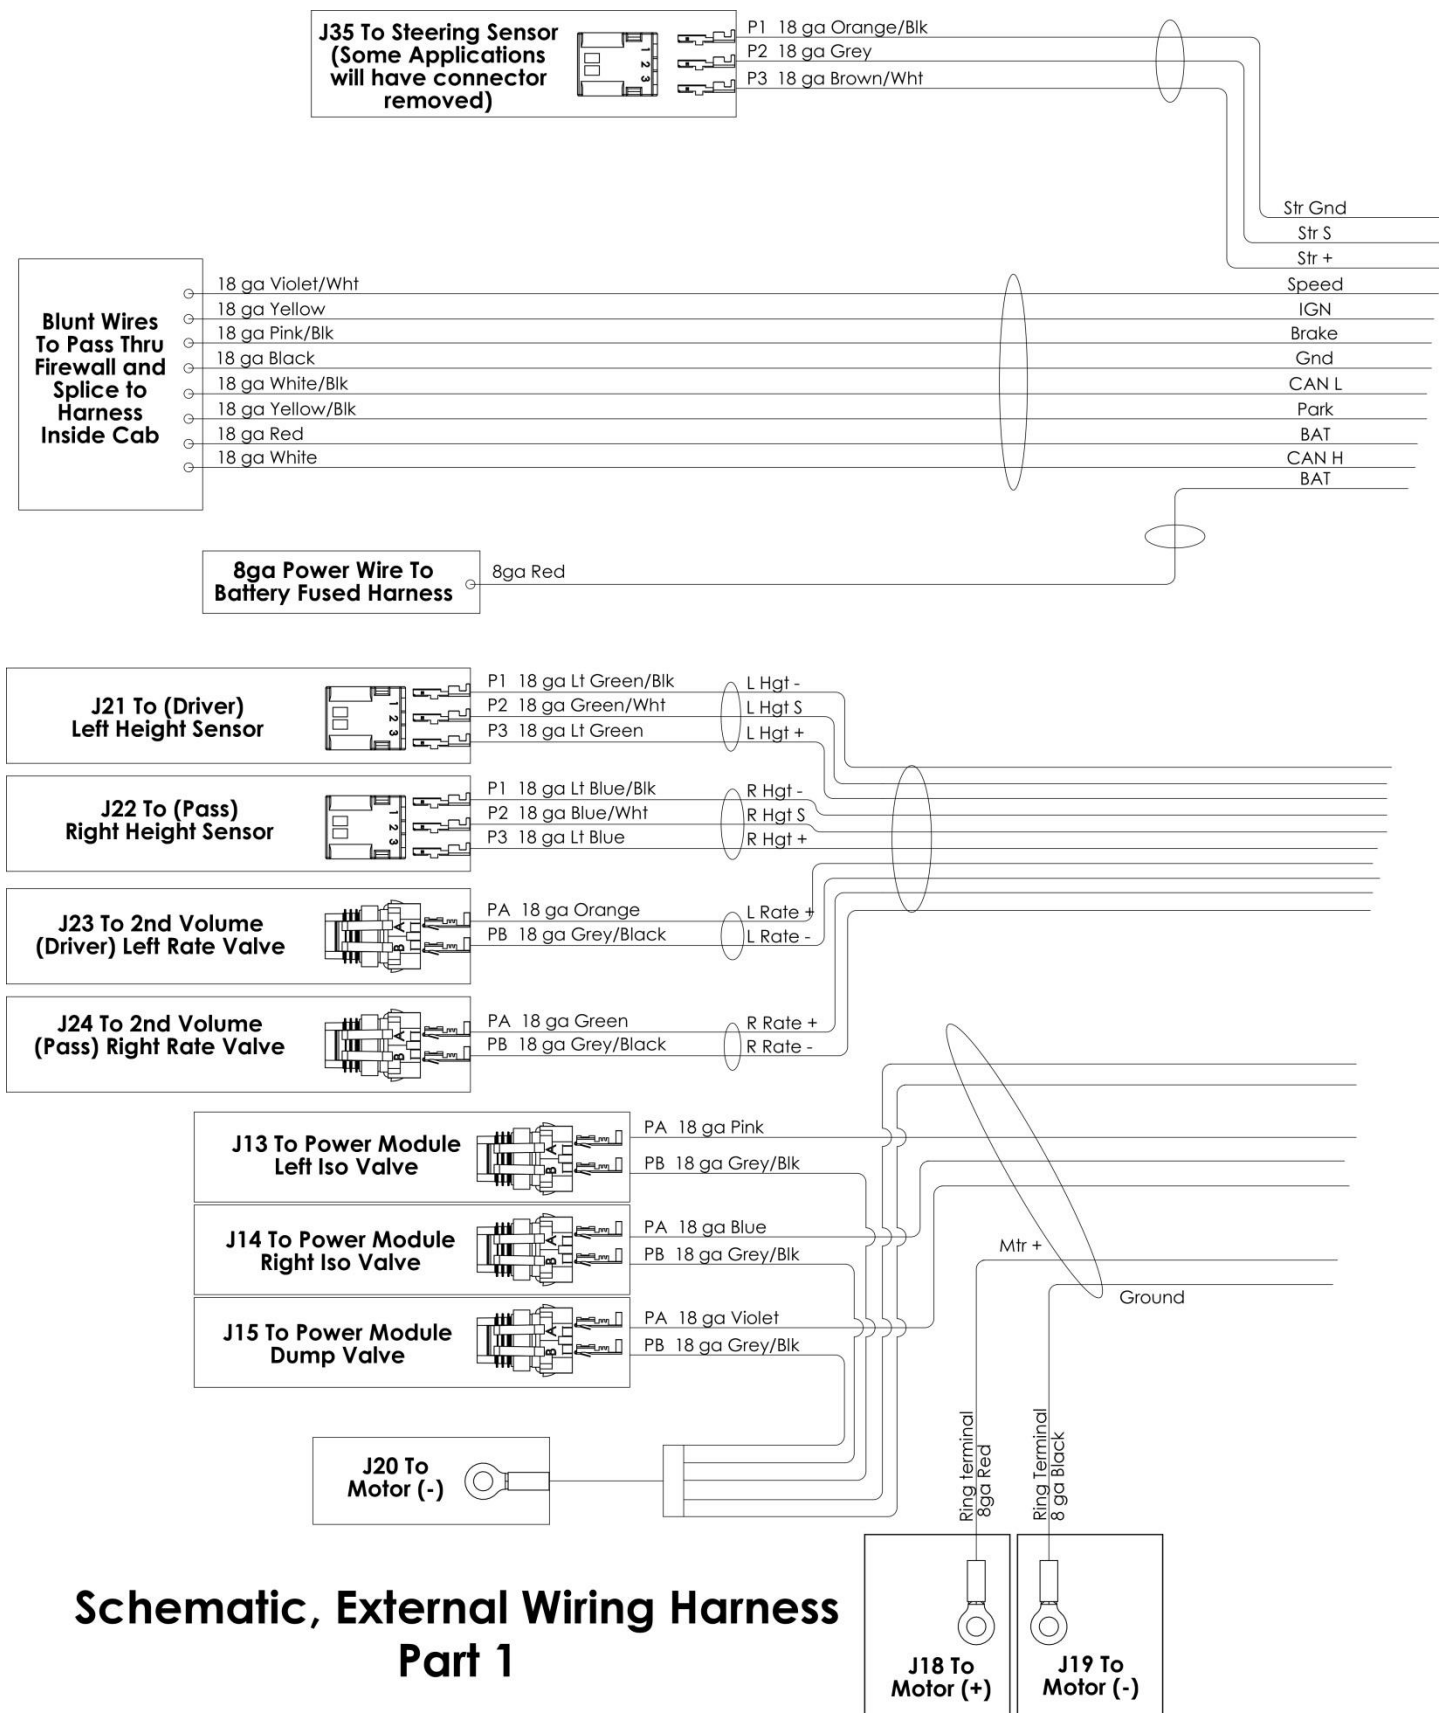 J35 To Steering Sensor
(Some Applications
will have connector
removed)
1
2
3
P1 18 ga Orange/Blk
P2 18 ga Grey
P3 18 ga Brown/Wht
Str Gnd
Str S
Str +
Blunt Wires
To Pass Thru
Firewall and
Splice to
Harness
Inside Cab
18 ga Violet/Wht
18 ga Yellow
18 ga Pink/Blk
18 ga Black
18 ga White/Blk
18 ga Yellow/Blk
18 ga Red
18 ga White
Speed
IGN
Brake
Gnd
CAN L
Park
BAT
CAN H
BAT
8ga Power Wire To
Battery Fused Harness
8ga Red
J21 To (Driver)
Left Height Sensor
1
2
3
P1 18 ga Lt Green/Blk
P2 18 ga Green/Wht
P3 18 ga Lt Green
L Hgt -
L Hgt S
L Hgt +
J22 To (Pass)
Right Height Sensor
1
2
3
P1 18 ga Lt Blue/Blk
P2 18 ga Blue/Wht
P3 18 ga Lt Blue
R Hgt -
R Hgt S
R Hgt +
J23 To 2nd Volume
(Driver) Left Rate Valve
A
B
PA 18 ga Orange
PB 18 ga Grey/Black
L Rate +
L Rate -
J24 To 2nd Volume
(Pass) Right Rate Valve
A
B
PA 18 ga Green
PB 18 ga Grey/Black
R Rate +
R Rate -
J13 To Power Module
Left Iso Valve
A
B
PA 18 ga Pink
PB 18 ga Grey/Blk
J14 To Power Module
Right Iso Valve
A
B
PA 18 ga Blue
PB 18 ga Grey/Blk
J15 To Power Module
Dump Valve
A
B
PA 18 ga Violet
PB 18 ga Grey/Blk
Mtr +
Ground
J20 To
Motor (-)
Ring terminal
8ga Red
Ring Terminal
8 ga Black
J18 To
Motor (+)
J19 To
Motor (-)
Schematic, External Wiring Harness
Part 1